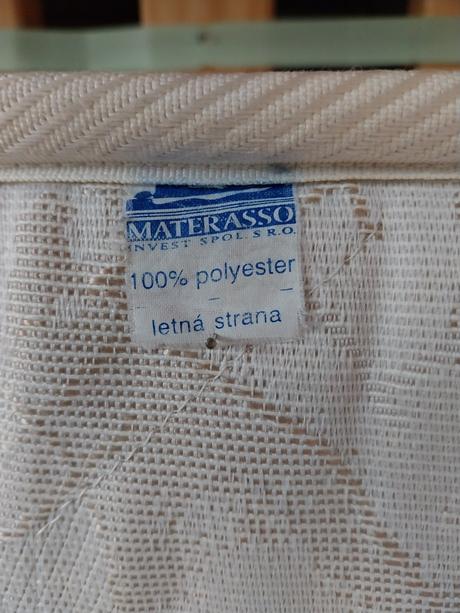 MATERASSO
INVEST SPOL. S R.O.
100% polyester
letná strana